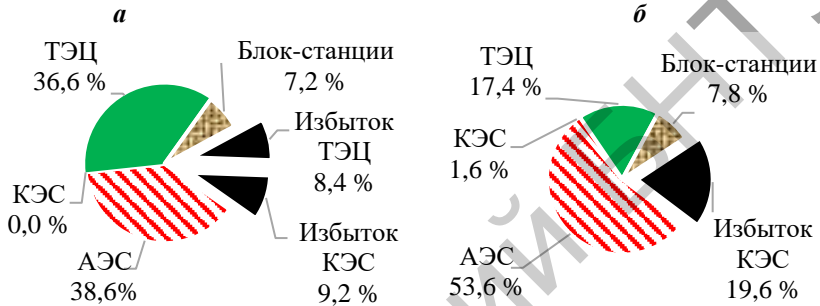 а
ТЭЦ
36,6 %
Блок-станции
7,2 %
Избыток
ТЭЦ
8,4 %
Избыток
КЭС
9,2 %
АЭС
38,6%
КЭС
0,0 %
б
ТЭЦ
17,4 %
Блок-станции
7,8 %
Избыток
КЭС
19,6 %
АЭС
53,6 %
КЭС
1,6 %